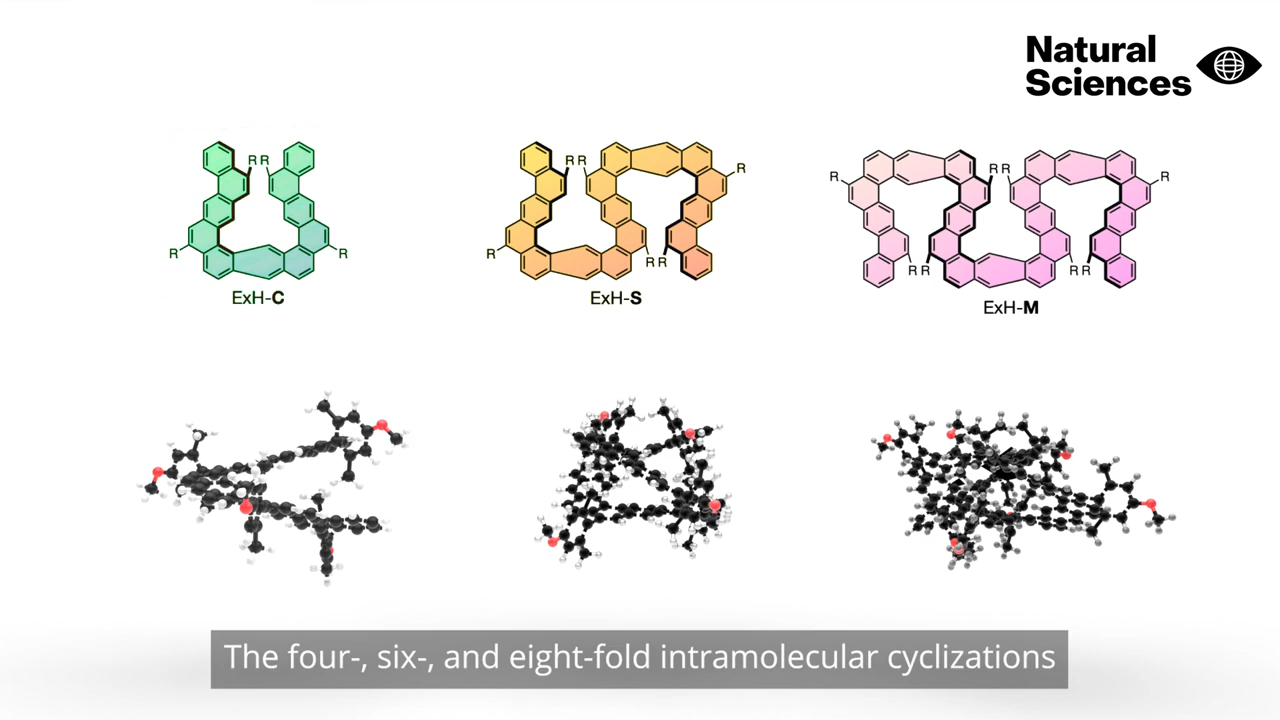 Natural
Sciences
R R
R R
ExH-C
R R
R
R
R R
ExH-S
R R
R
R
R R
R R
ExH-M
The four-, six-, and eight-fold intramolecular cyclizations